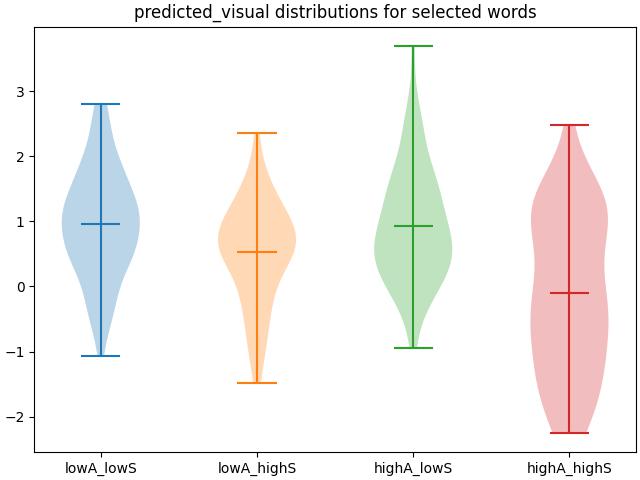 predicted_visual distributions for selected words
3
2
1
0
−1
−2
lowA_lowS
lowA_highS
highA_lowS
highA_highS